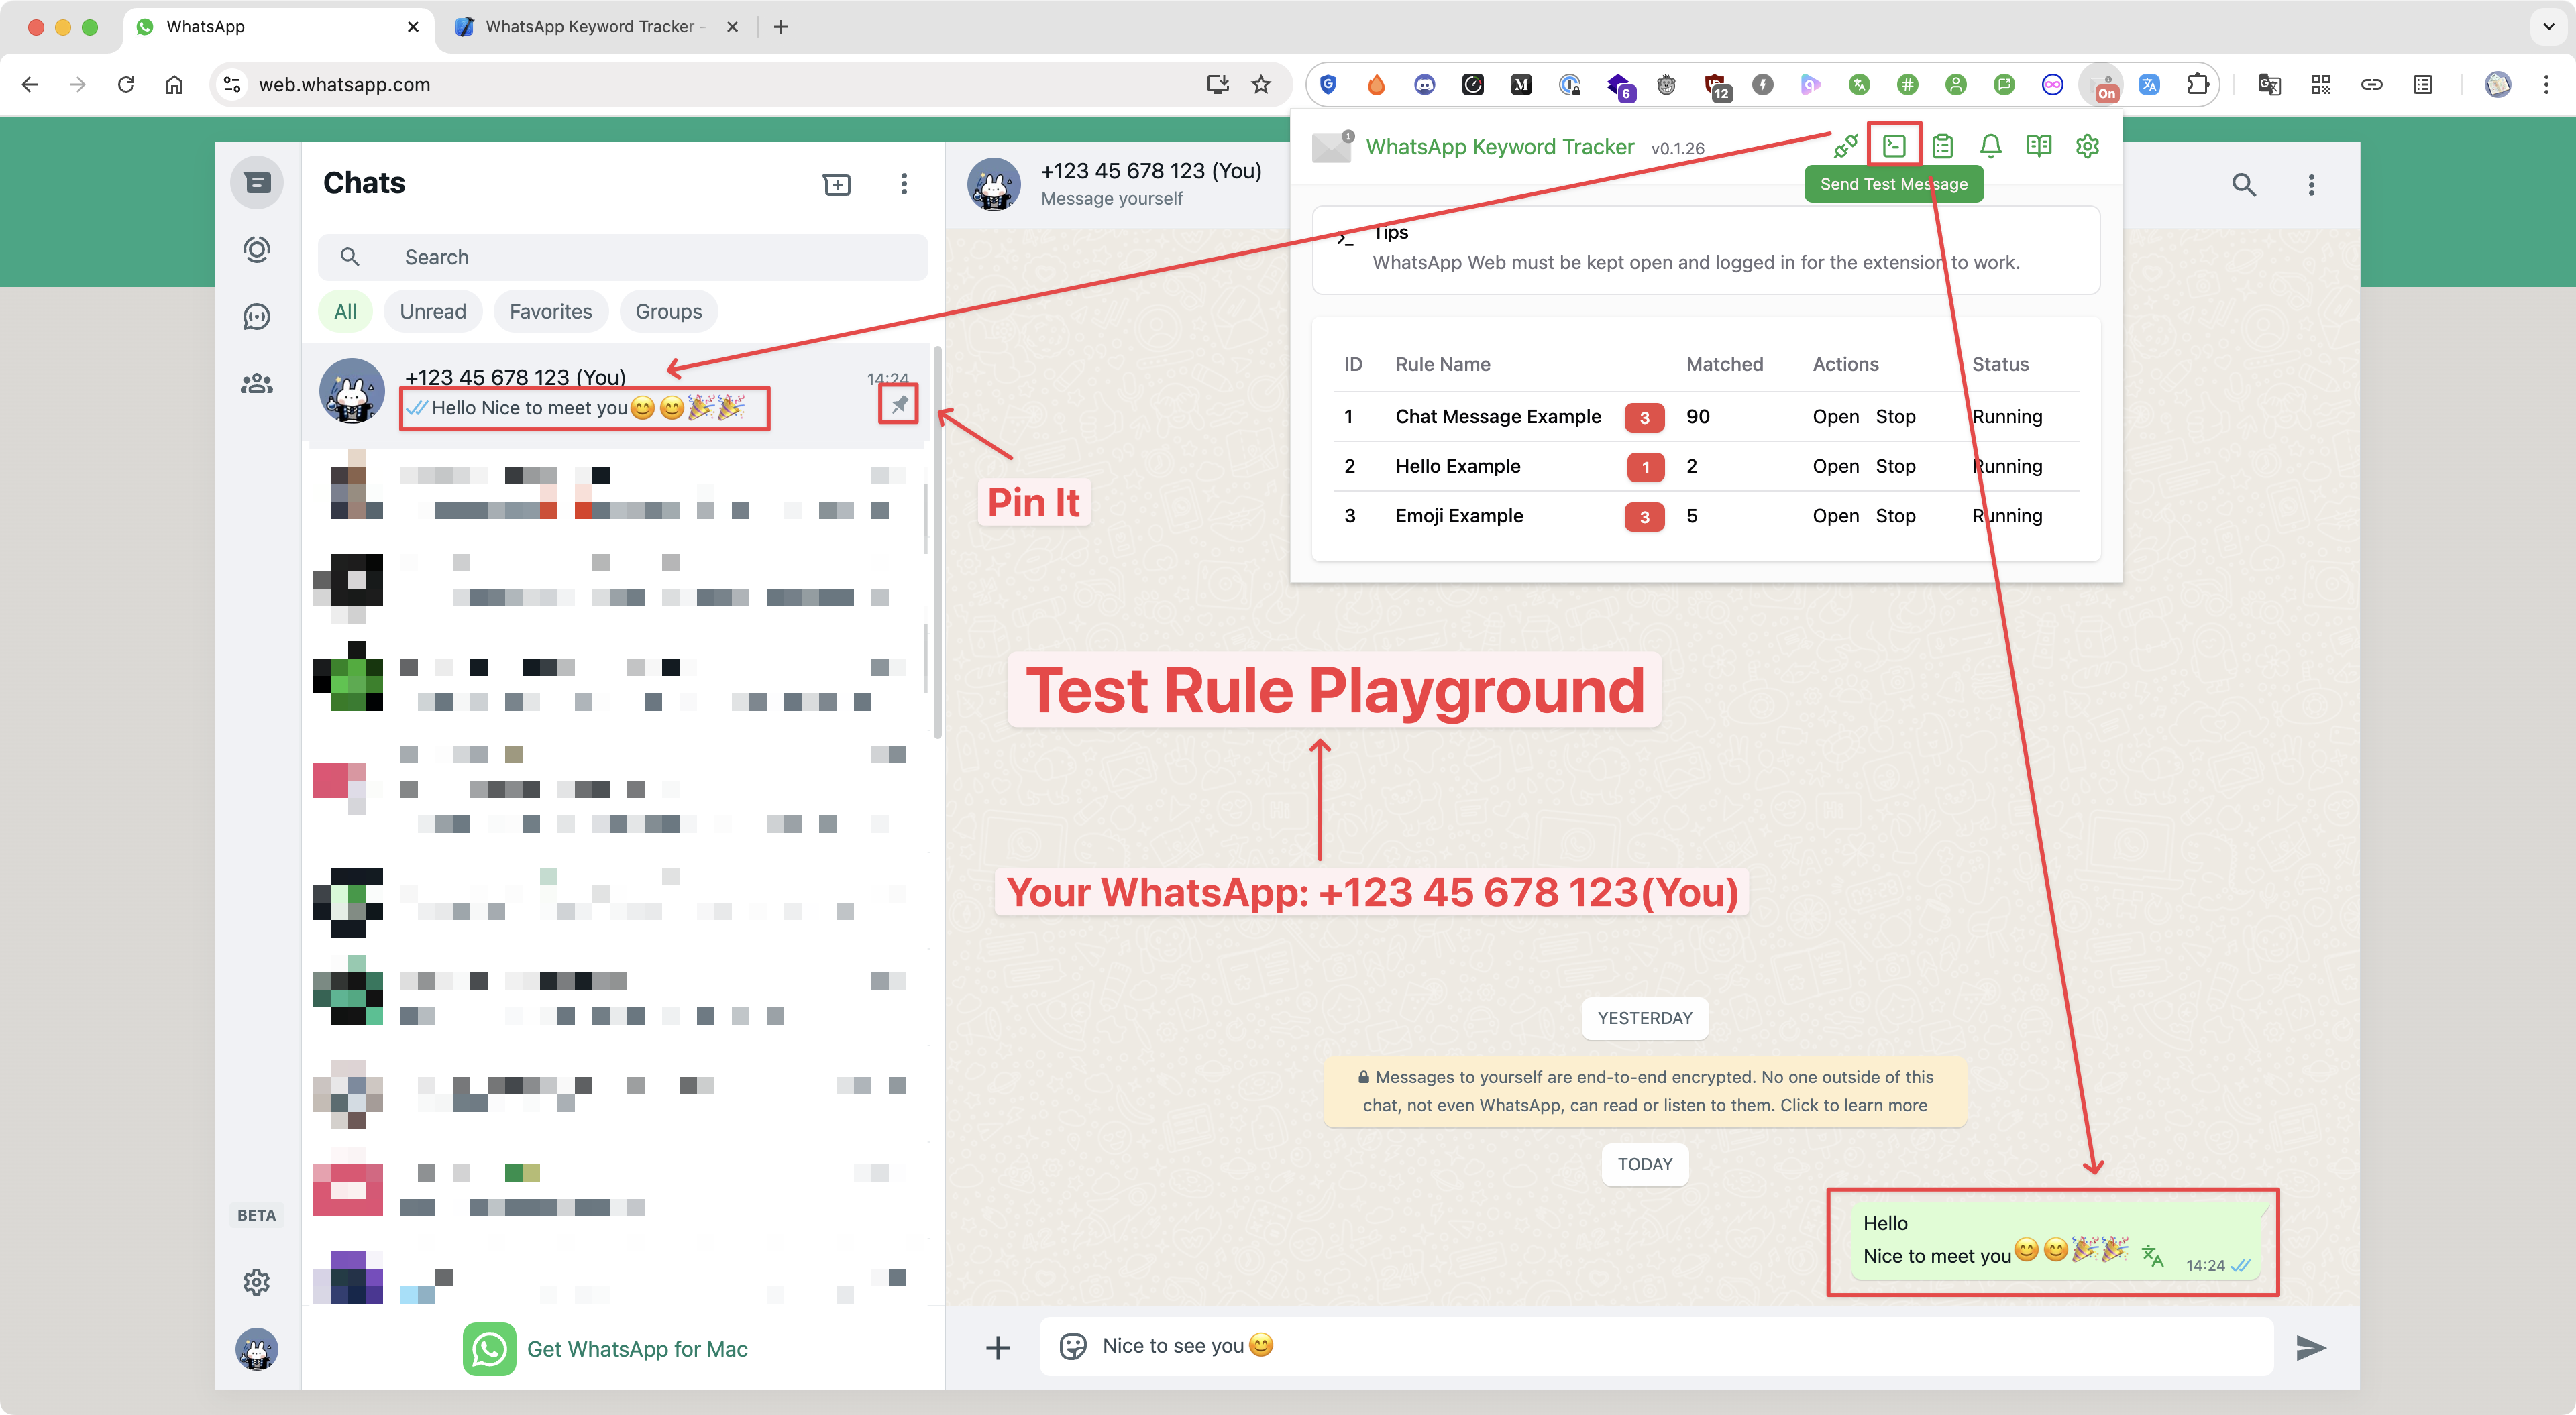 WhatsApp
WhatsApp Keyword Tracker -
web.whatsapp.com
6
12
On
Chats
Search
All
Unread
Favorites
Groups
+123 45 678 123 (You)
14:24
Hello Nice to meet you😊😊🎉🎉
Pin It
BETA
Get WhatsApp for Mac
+123 45 678 123 (You)
Message yourself
1
WhatsApp Keyword Tracker v0.1.26
Send Test Message
Tips
WhatsApp Web must be kept open and logged in for the extension to work.
ID Rule Name Matched Actions Status
1 Chat Message Example 3 90 Open Stop Running
2 Hello Example 1 2 Open Stop Running
3 Emoji Example 3 5 Open Stop Running
Test Rule Playground
Your WhatsApp: +123 45 678 123(You)
YESTERDAY
Messages to yourself are end-to-end encrypted. No one outside of this
chat, not even WhatsApp, can read or listen to them. Click to learn more
TODAY
Hello
Nice to meet you😊😊🎉🎉
14:24
Nice to see you😊